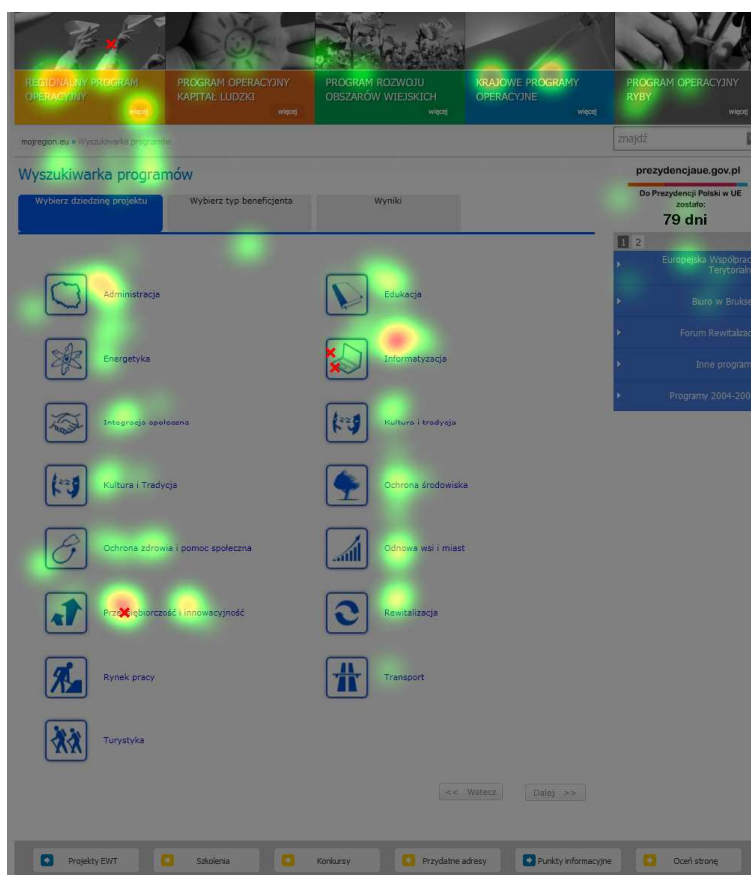 REGIONALNY PROGRAM
OPERACYJNY
więcej
PROGRAM OPERACYJNY
KAPITAŁ LUDZKI
więcej
PROGRAM ROZWOJU
OBSZARÓW WIEJSKICH
więcej
KRAJOWE PROGRAMY
OPERACYJNE
więcej
PROGRAM OPERACYJNY
RYBY
więcej
mojregion.eu » Wyszukiwarka programów
znajdź
Wyszukiwarka programów
Wybierz dziedzinę projektu
Wybierz typ beneficjenta
Wyniki
prezydencjaue.gov.pl
Do Prezydencji Polski w UE
zostało:
79 dni
1 2
Europejska Współprac
Terytorialn
Biuro w Brukse
Forum Rewitalizac
Inne program
Programy 2004-200
Administracja
Edukacja
Energetyka
Informatyzacja
Integracja społeczna
Kultura i tradycja
Kultura i Tradycja
Ochrona środowiska
Ochrona zdrowia i pomoc społeczna
Odnowa wsi i miast
Przedsiębiorczość i innowacyjność
Rewitalizacja
Rynek pracy
Transport
Turystyka
<< Wstecz
Dalej >>
Projekty EWT
Szkolenia
Konkursy
Przydatne adresy
Punkty informacyjne
Oceń stronę